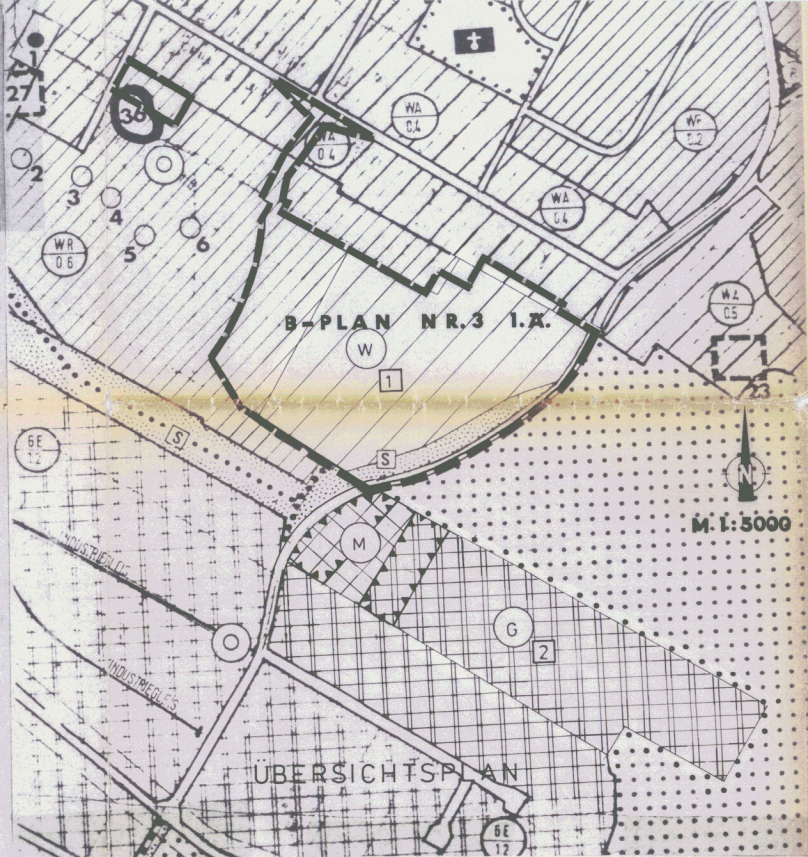 1
27
36
2
3
4
5
6
WA
0.4
WA
0.4
WA
0.4
0.2
WR
0.6
WA
0.5
B-PLAN NR.3 1.Ä.
W
1
23
S
S
GE
1.2
N
M. 1:5000
INDUSTRIEGLEIS
M
G
2
INDUSTRIEGLEIS
ÜBERSICHTSPLAN
GE
1.2